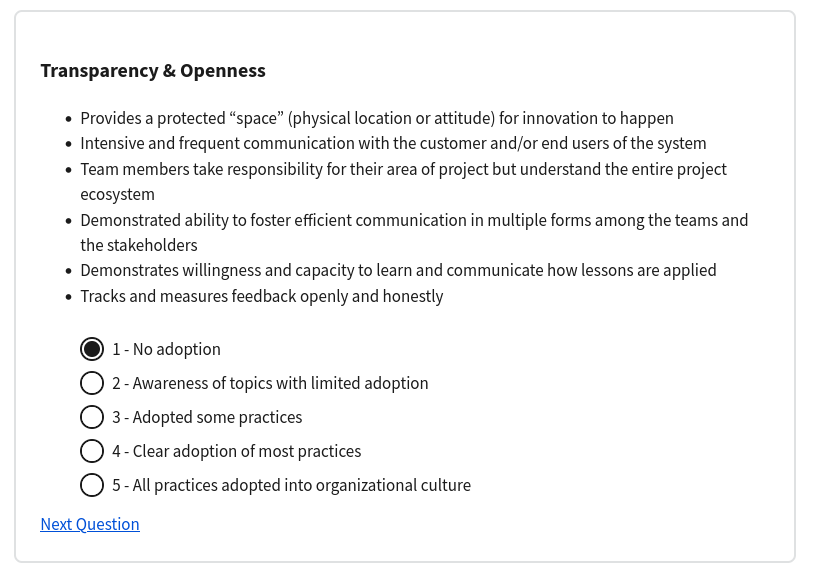 Transparency & Openness
• Provides a protected “space” (physical location or attitude) for innovation to happen
• Intensive and frequent communication with the customer and/or end users of the system
• Team members take responsibility for their area of project but understand the entire project
ecosystem
• Demonstrated ability to foster efficient communication in multiple forms among the teams and
the stakeholders
• Demonstrates willingness and capacity to learn and communicate how lessons are applied
• Tracks and measures feedback openly and honestly
1 - No adoption
2 - Awareness of topics with limited adoption
3 - Adopted some practices
4 - Clear adoption of most practices
5 - All practices adopted into organizational culture
Next Question